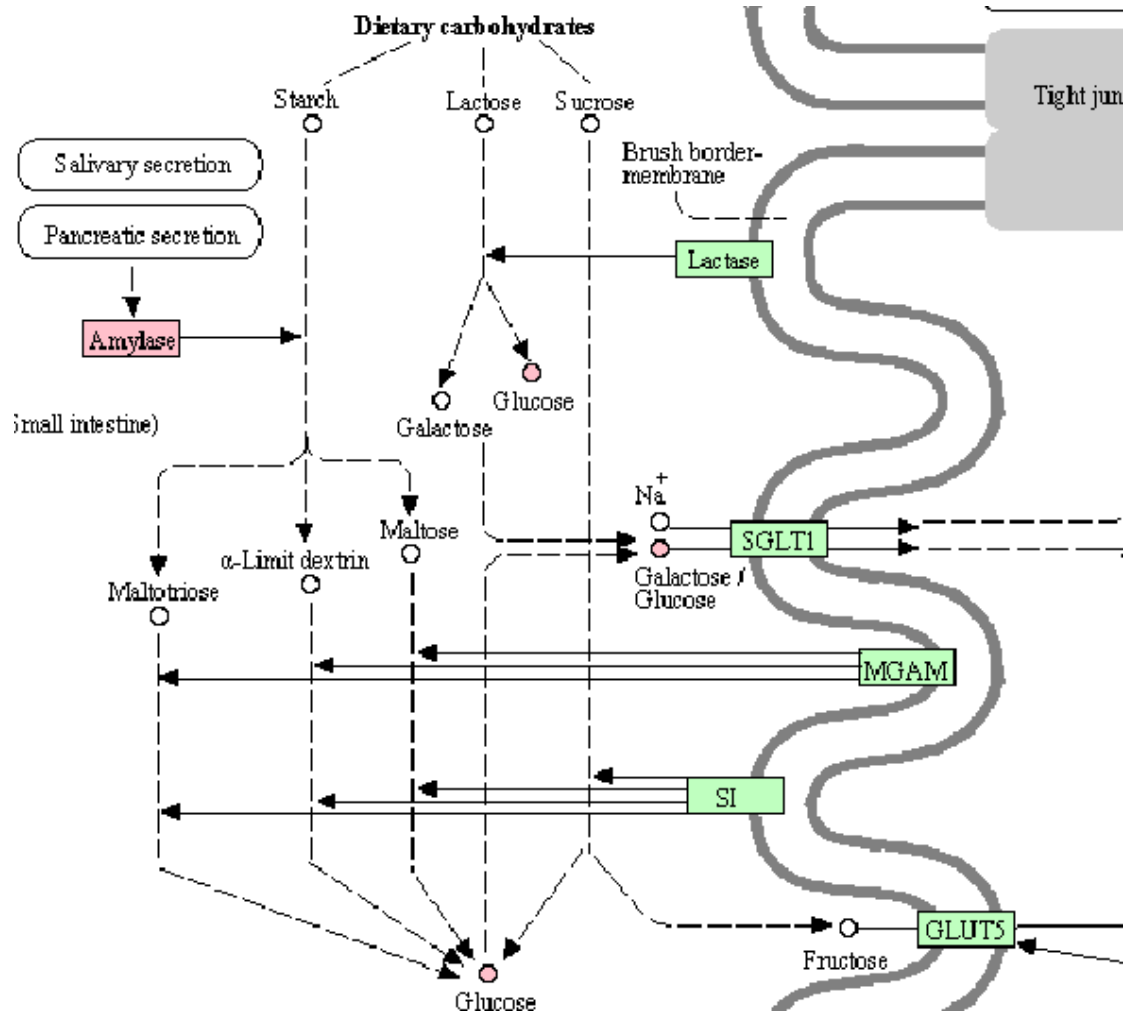 Dietary carbohydrates
Starch
Lactose
Sucrose
Tight jun
Salivary secretion
Brush border-
membrane
Pancreatic secretion
Lactase
Amylase
Glucose
Galactose
Small intestine)
Na+
Maltose
SGLT1
α-Limit dextrin
Galactose /
Glucose
Maltotriose
MGAM
SI
GLUT5
Fructose
Glucose